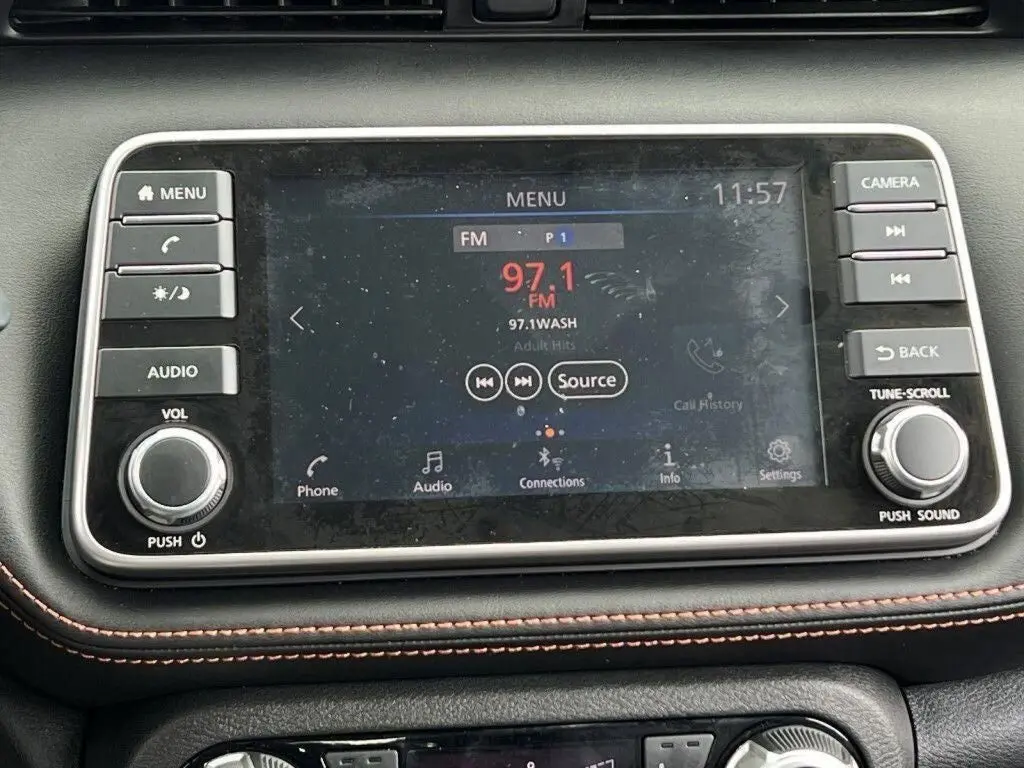 MENU
AUDIO
VOL
PUSH
MENU
11:57
FM P 1
97.1
FM
97.1WASH
Adult Hits
Source
Call History
Phone
Audio
Connections
Info
Settings
CAMERA
BACK
TUNE·SCROLL
PUSH SOUND